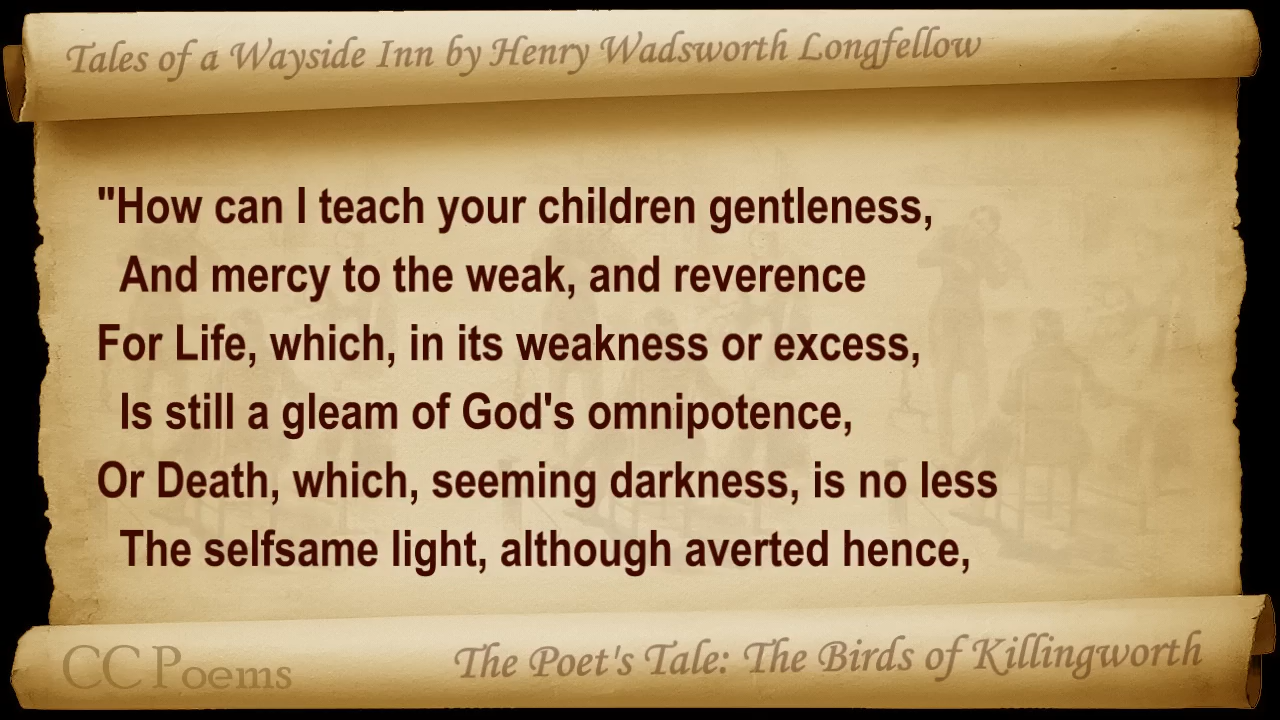 Tales of a Wayside Inn by Henry Wadsworth Longfellow
"How can I teach your children gentleness,
And mercy to the weak, and reverence
For Life, which, in its weakness or excess,
Is still a gleam of God's omnipotence,
Or Death, which, seeming darkness, is no less
The selfsame light, although averted hence,
CC Poems
The Poet's Tale: The Birds of Killingworth